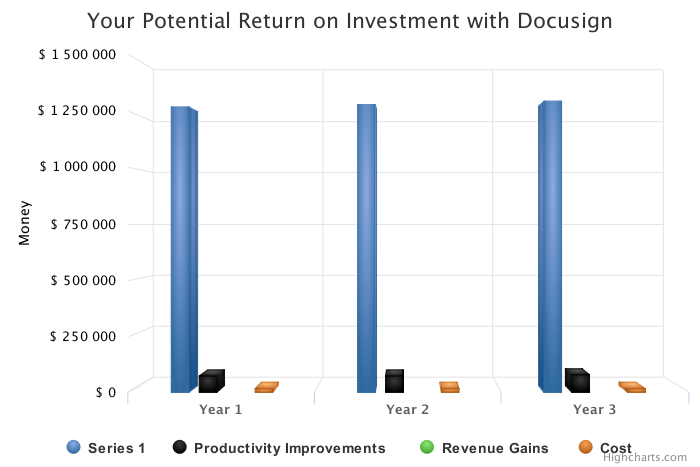 Your Potential Return on Investment with Docusign
$ 1 500 000
$ 1 250 000
$ 1 000 000
$ 750 000
$ 500 000
$ 250 000
$ 0
Money
Year 1
Year 2
Year 3
Series 1
Productivity Improvements
Revenue Gains
Cost
Highcharts.com